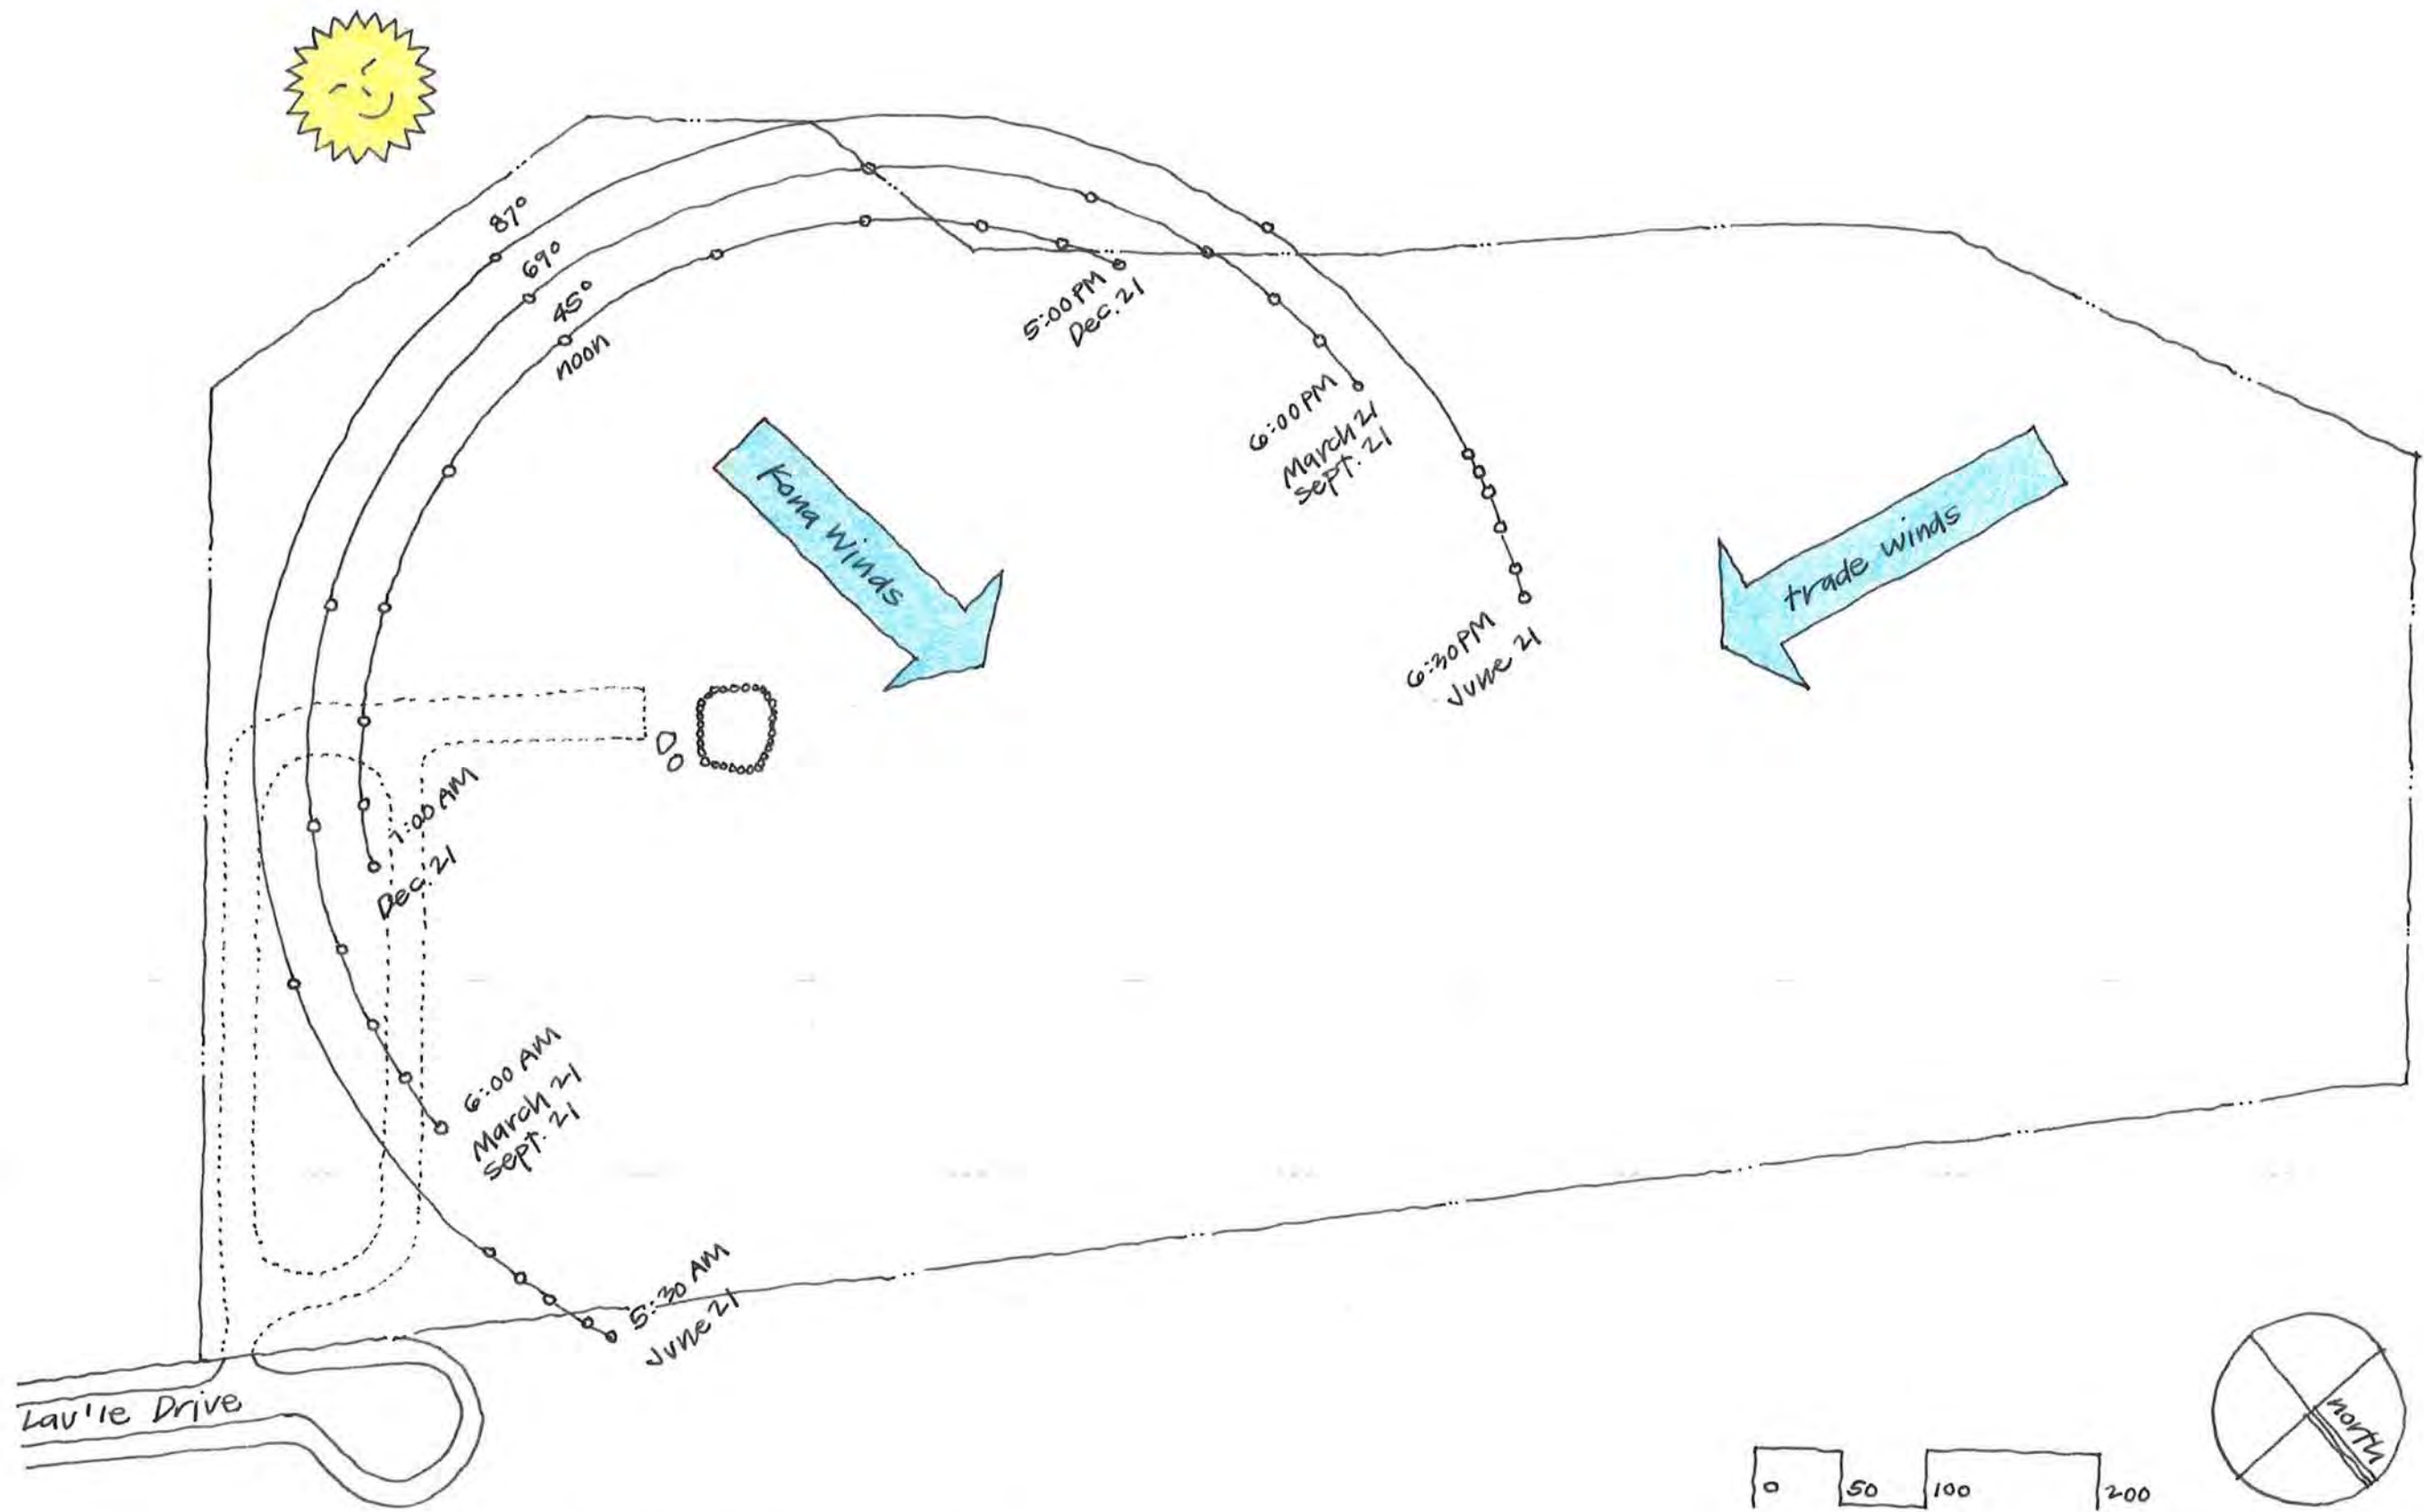 87°
69°
45°
noon
5:00 PM
Dec. 21
6:00 PM
March 21
Sept. 21
Kona Winds
trade winds
6:30 PM
June 21
7:00 AM
Dec. 21
6:00 AM
March 21
Sept. 21
5:30 AM
June 21
Lau'ie Drive
0 50 100 200
north